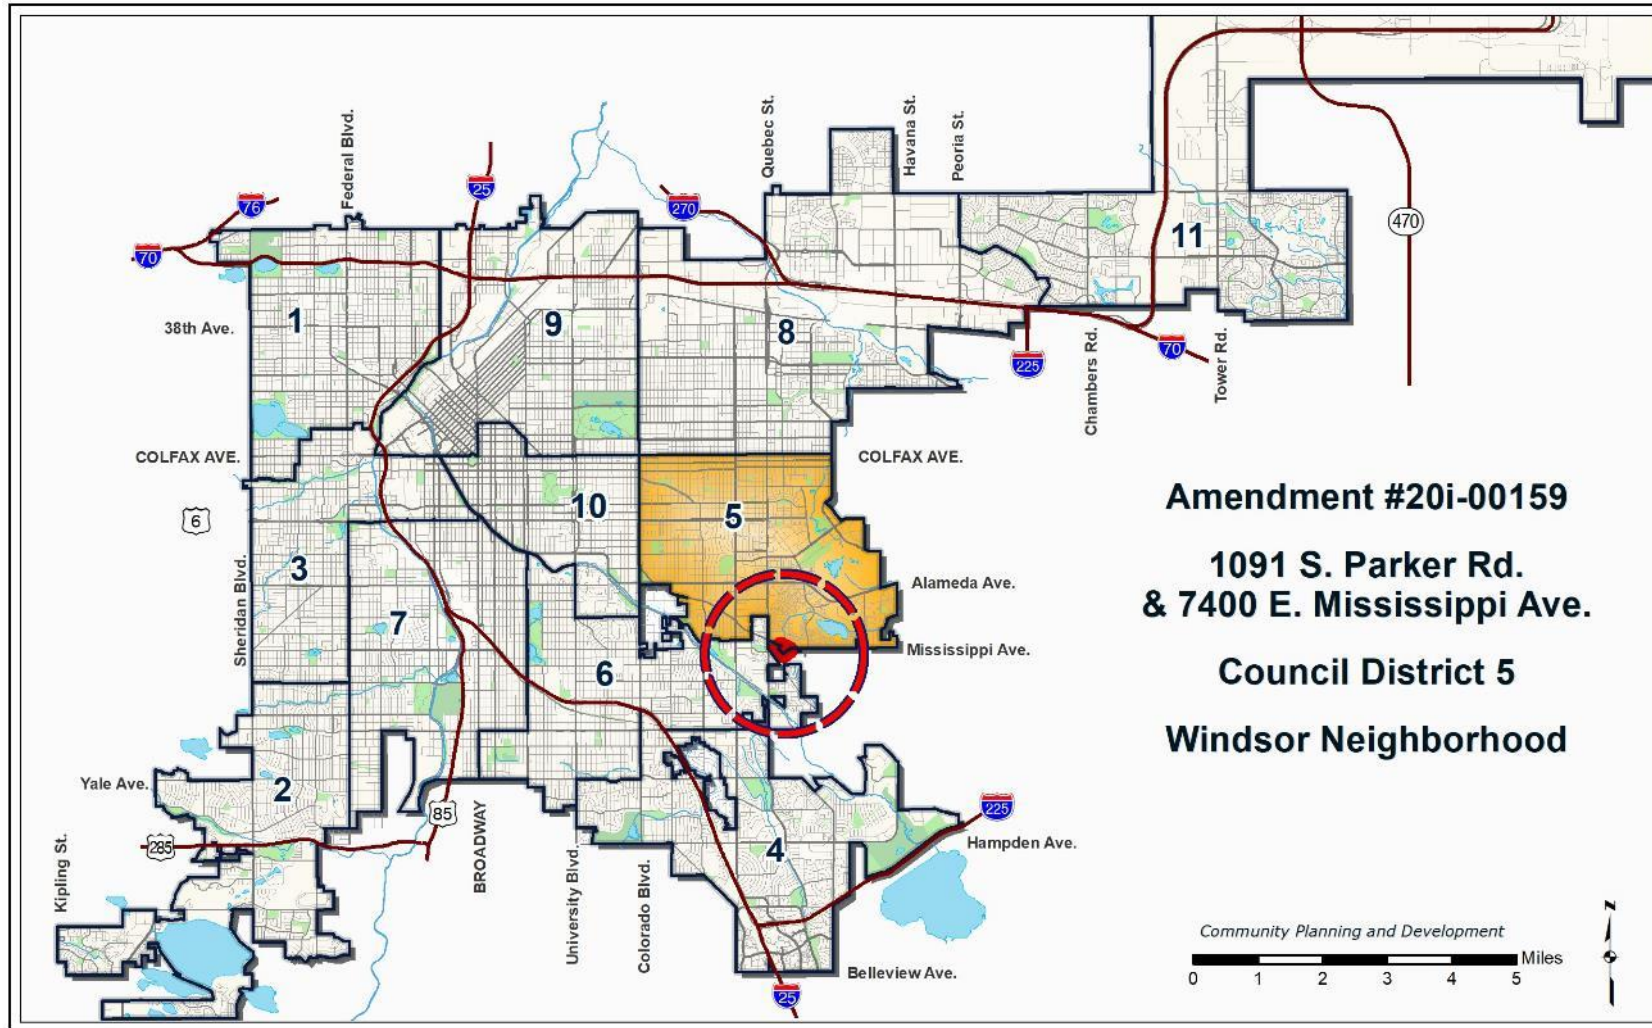 Federal Blvd.
Quebec St.
Havana St.
Peoria St.
25
76
270
70
470
11
1
9
8
38th Ave.
225
Chambers Rd.
70
Tower Rd.
COLFAX AVE.
COLFAX AVE.
6
10
5
3
Sheridan Blvd.
7
Alameda Ave.
6
Mississippi Ave.
Amendment #20i-00159
1091 S. Parker Rd.
& 7400 E. Mississippi Ave.
Council District 5
Windsor Neighborhood
Yale Ave.
2
85
285
BROADWAY
University Blvd.
Colorado Blvd.
4
225
Hampden Ave.
Kipling St.
Belleview Ave.
25
Community Planning and Development
Miles
0 1 2 3 4 5
N